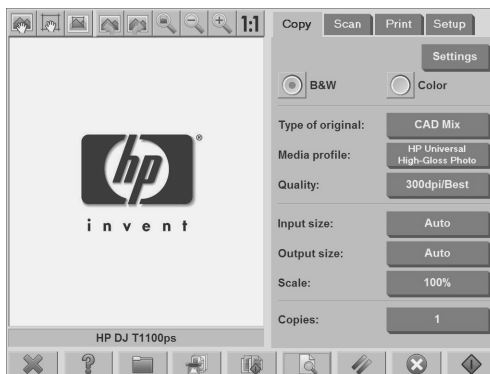 1:1
Copy Scan Print Setup
Settings
B&W Color
Type of original: CAD Mix
Media profile: HP Universal High-Gloss Photo
Quality: 300dpi/Best
Input size: Auto
Output size: Auto
Scale: 100%
Copies: 1
hp ®
invent
HP DJ T1100ps
?